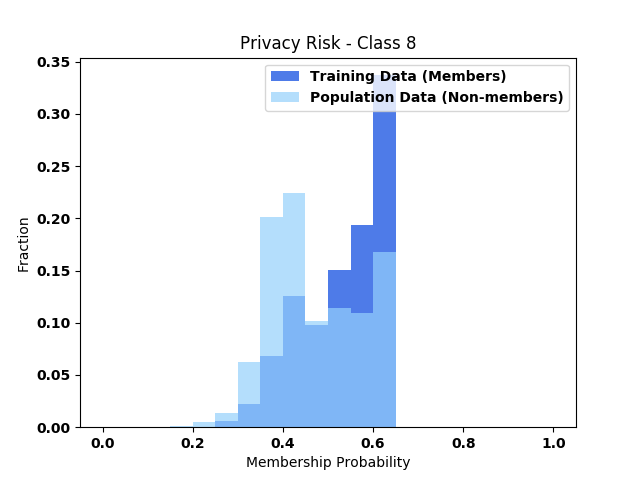 Privacy Risk - Class 8
Training Data (Members)
Population Data (Non-members)
Fraction
0.35
0.30
0.25
0.20
0.15
0.10
0.05
0.00
0.0 0.2 0.4 0.6 0.8 1.0
Membership Probability